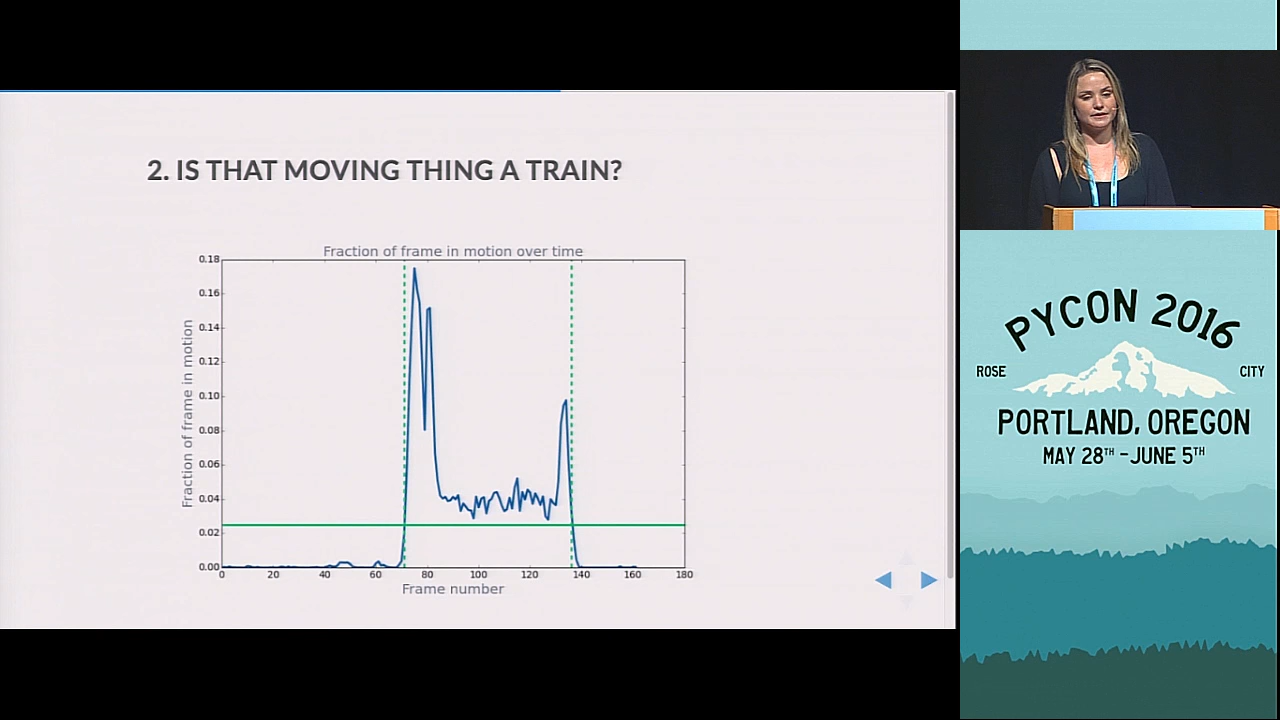 2. IS THAT MOVING THING A TRAIN?
Fraction of frame in motion over time
Fraction of frame in motion
0.18
0.16
0.14
0.12
0.10
0.08
0.06
0.04
0.02
0.00
0 20 40 60 80 100 120 140 160 180
Frame number
PYCON 2016
ROSE CITY
PORTLAND, OREGON
MAY 28TH - JUNE 5TH